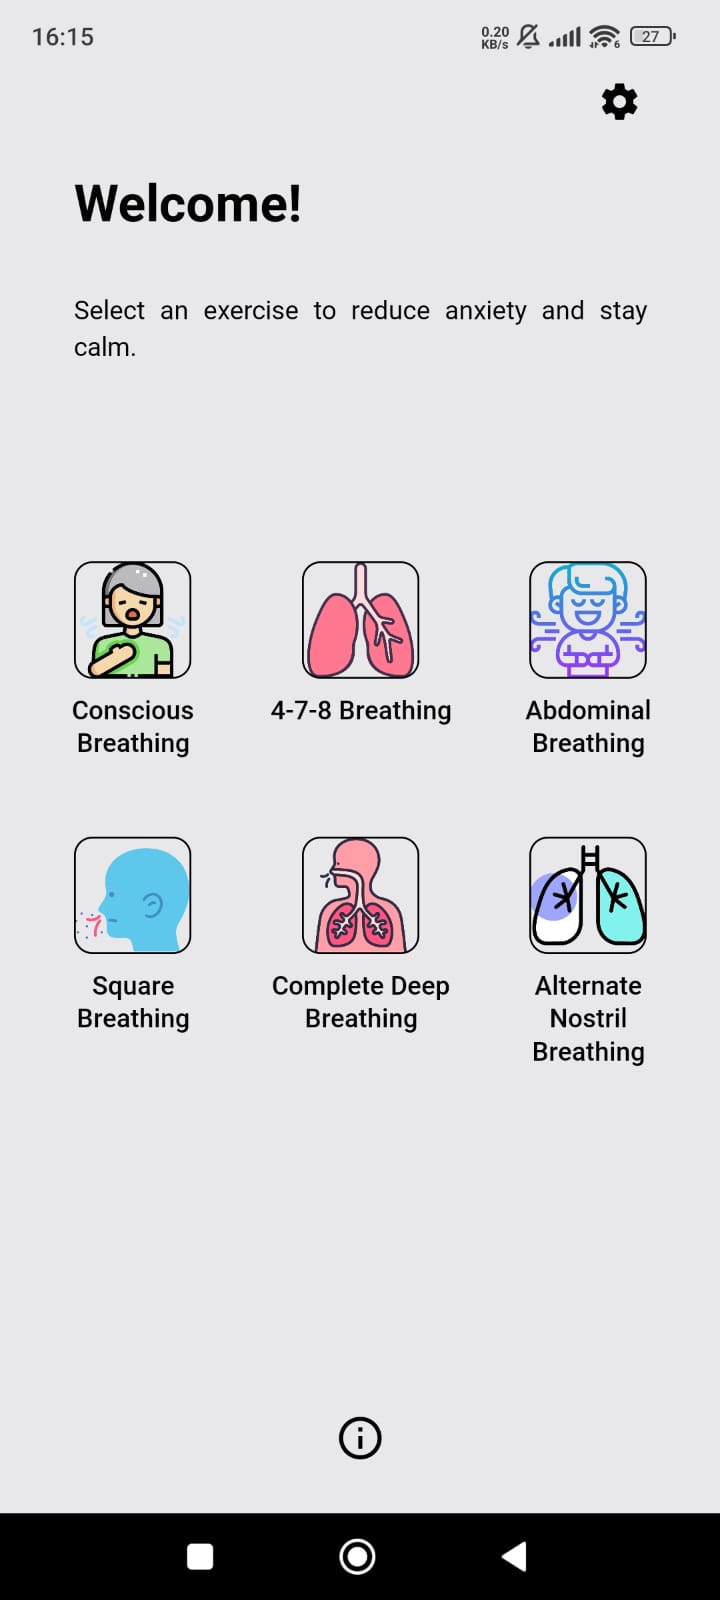 16:15
0.20
KB/s
6
27
Welcome!
Select an exercise to reduce anxiety and stay
calm.
Conscious
Breathing
4-7-8 Breathing
Abdominal
Breathing
Square
Breathing
Complete Deep
Breathing
Alternate
Nostril
Breathing